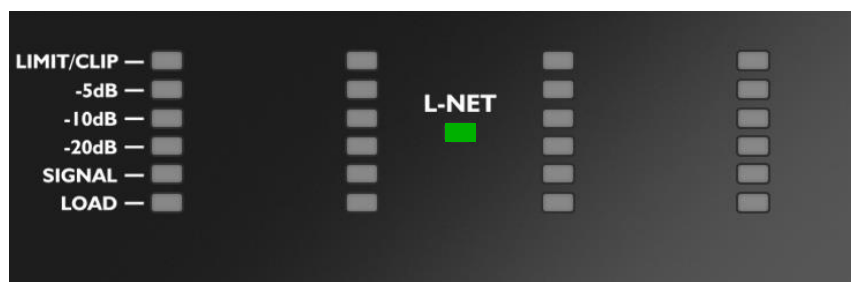 LIMIT/CLIP
-5dB
-10dB
L-NET
-20dB
SIGNAL
LOAD